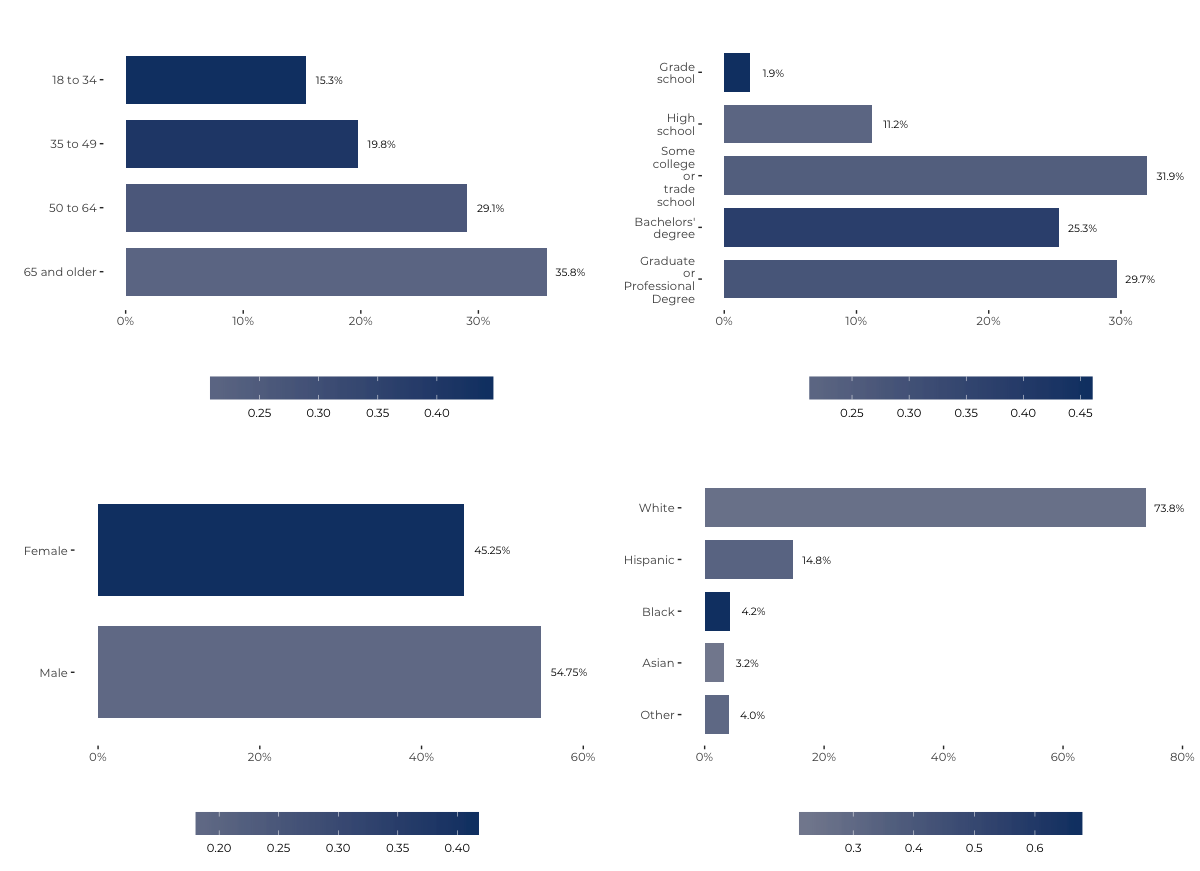 18 to 34
15.3%
35 to 49
19.8%
50 to 64
29.1%
65 and older
35.8%
0%
10%
20%
30%
0.25
0.30
0.35
0.40
Grade
school
1.9%
High
school
11.2%
Some
college
or
trade
school
31.9%
Bachelors'
degree
25.3%
Graduate
or
Professional
Degree
29.7%
0%
10%
20%
30%
0.25
0.30
0.35
0.40
0.45
Female
45.25%
Male
54.75%
0%
20%
40%
60%
0.20
0.25
0.30
0.35
0.40
White
73.8%
Hispanic
14.8%
Black
4.2%
Asian
3.2%
Other
4.0%
0%
20%
40%
60%
80%
0.3
0.4
0.5
0.6